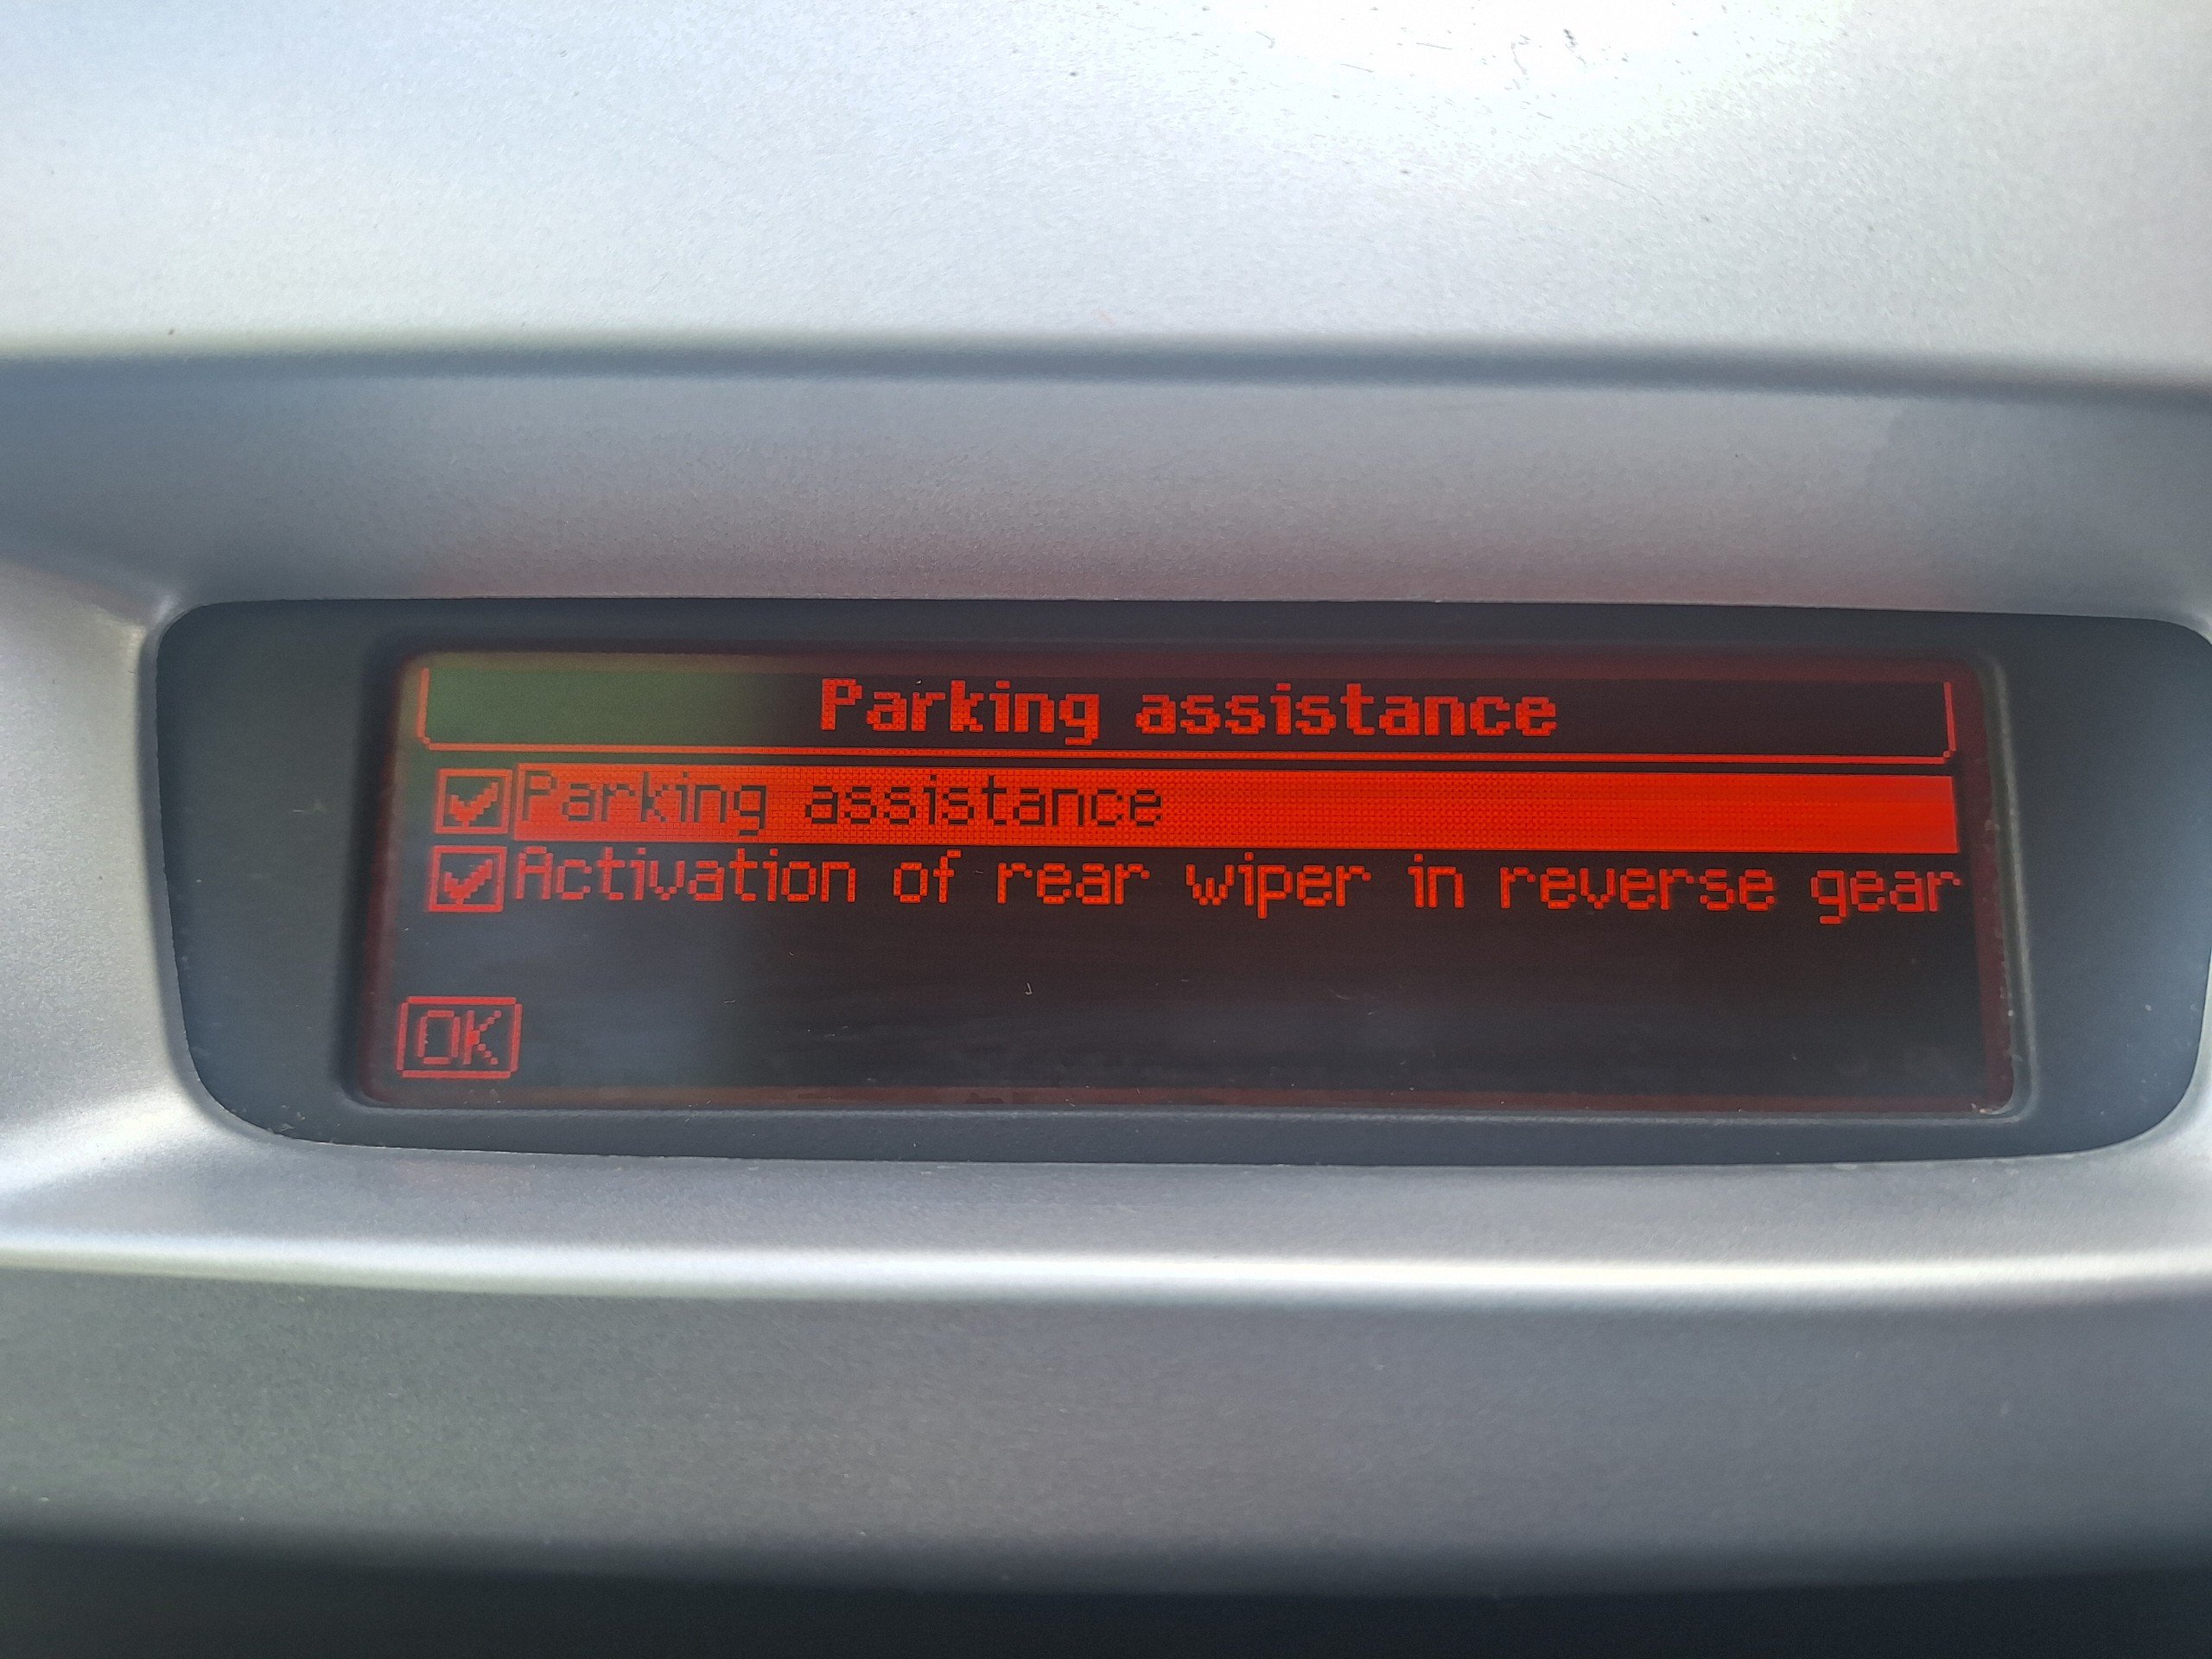 Parking assistance
Parking assistance
Activation of rear wiper in reverse gear
OK